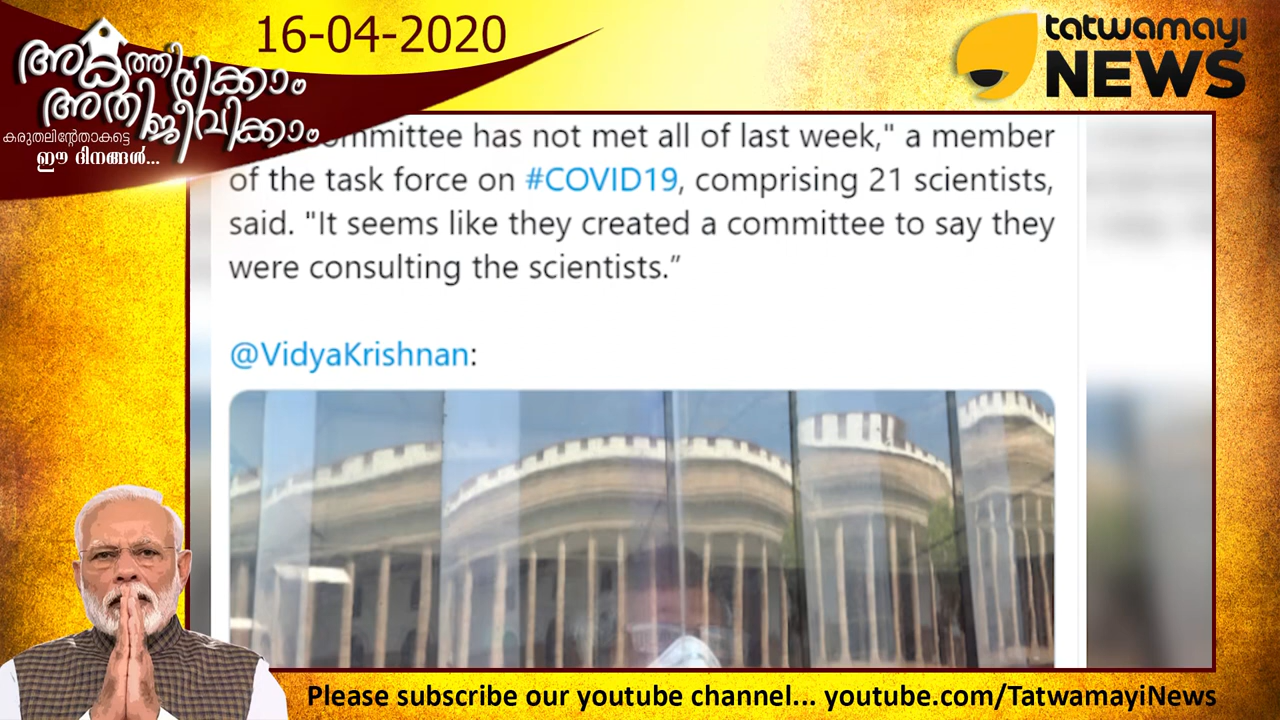 അകത്തിരിക്കാം
അതിജീവിക്കാം
കരുതലിന്റേതാകട്ടെ
ഈ ദിനങ്ങൾ...
16-04-2020
tatwamayi
NEWS
ommittee has not met all of last week," a member
of the task force on #COVID19, comprising 21 scientists,
said. "It seems like they created a committee to say they
were consulting the scientists.”
@VidyaKrishnan:
Please subscribe our youtube channel... youtube.com/TatwamayiNews